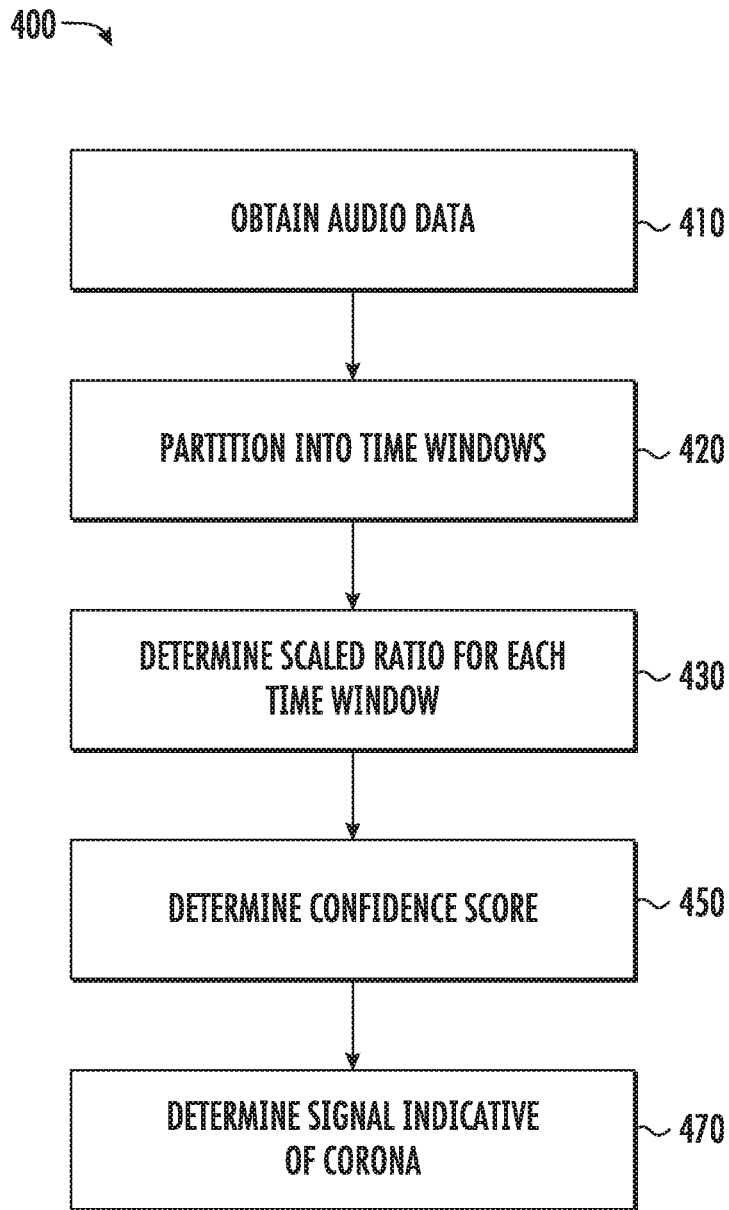 400
OBTAIN AUDIO DATA
410
PARTITION INTO TIME WINDOWS
420
DETERMINE SCALED RATIO FOR EACH
TIME WINDOW
430
DETERMINE CONFIDENCE SCORE
450
DETERMINE SIGNAL INDICATIVE
OF CORONA
470